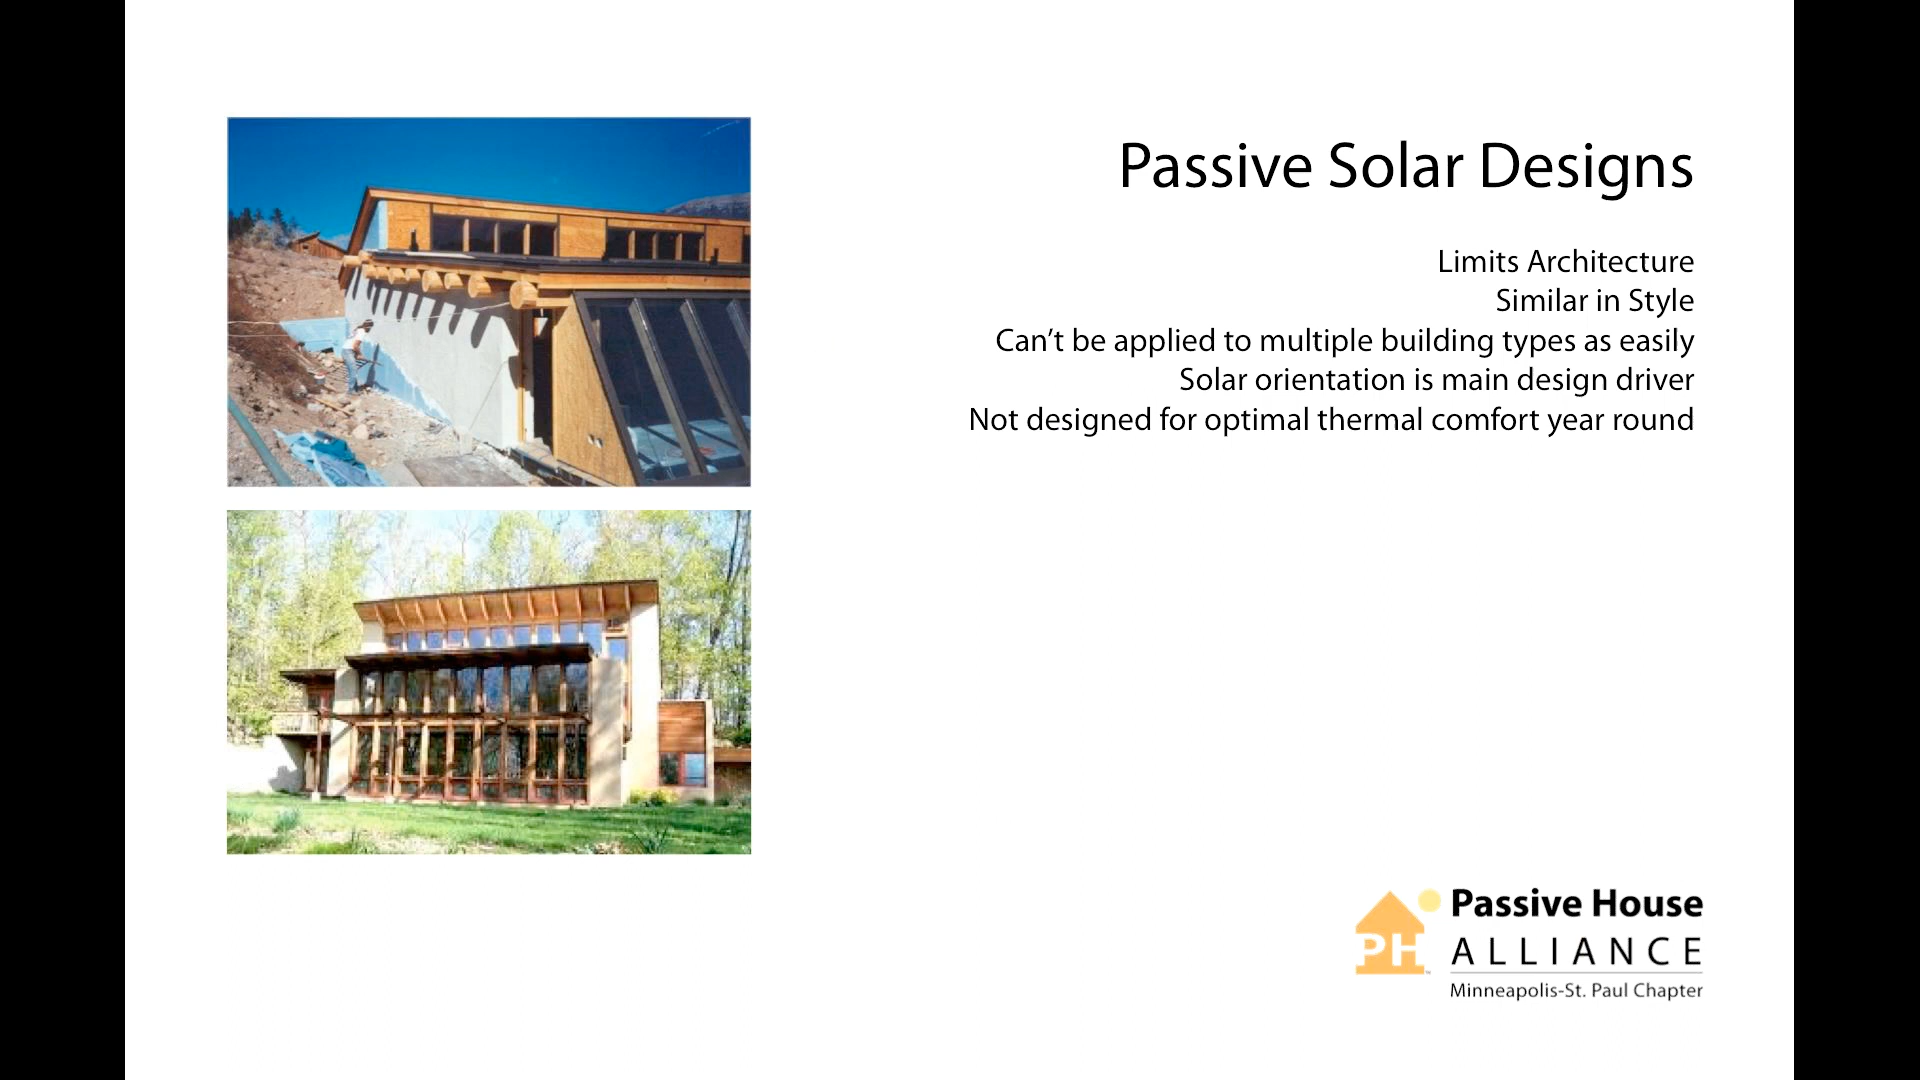 Passive Solar Designs
Limits Architecture
Similar in Style
Can't be applied to multiple building types as easily
Solar orientation is main design driver
Not designed for optimal thermal comfort year round
PH
Passive House
ALLIANCE
Minneapolis-St. Paul Chapter